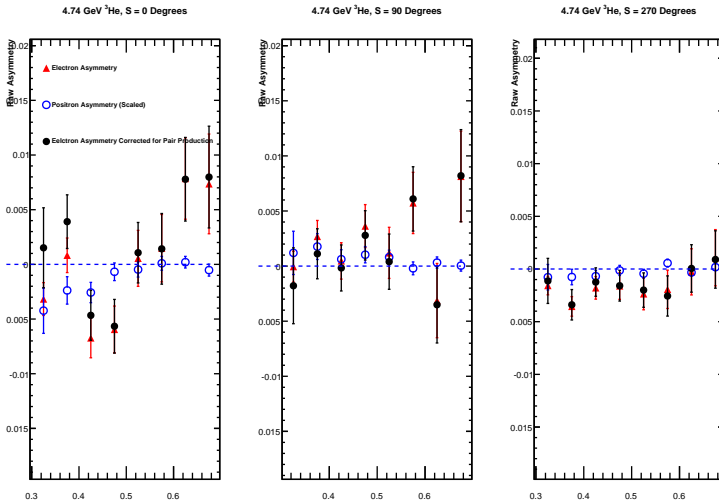 4.74 GeV ³He, S = 0 Degrees
Raw Asymmetry
0.02
0.015
0.01
0.005
0
0.005
-0.01
0.015
Electron Asymmetry
Positron Asymmetry (Scaled)
Eelctron Asymmetry Corrected for Pair Production
0.3 0.4 0.5 0.6
4.74 GeV ³He, S = 90 Degrees
Raw Asymmetry
0.02
0.015
0.01
0.005
0
0.005
-0.01
0.015
0.3 0.4 0.5 0.6
4.74 GeV ³He, S = 270 Degrees
Raw Asymmetry
0.02
0.015
0.01
0.005
0
0.005
-0.01
0.015
0.3 0.4 0.5 0.6